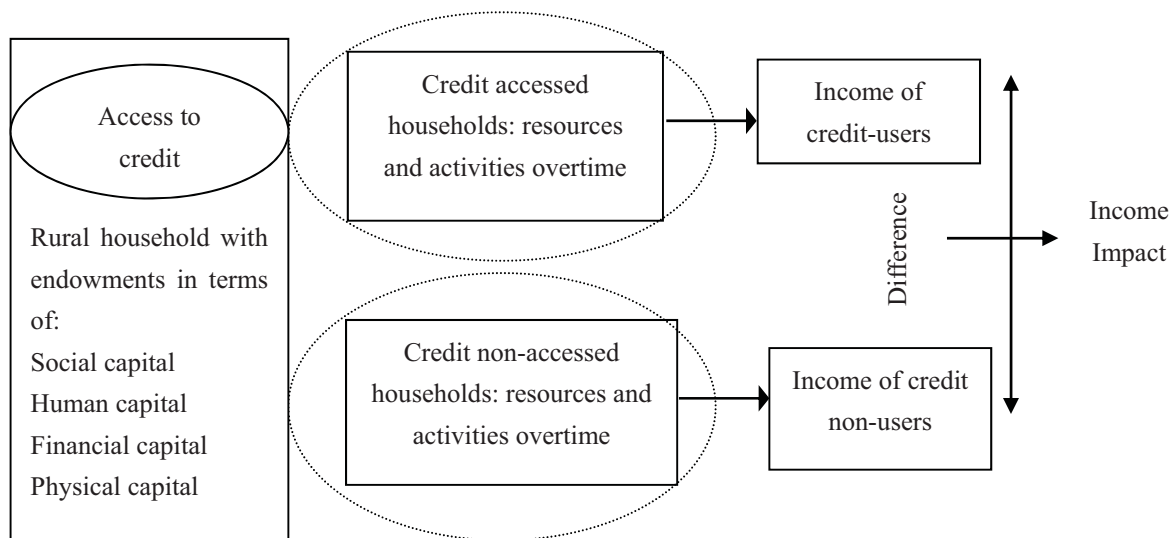 Access to
credit
Rural household with
endowments in terms
of:
Social capital
Human capital
Financial capital
Physical capital
Credit accessed
households: resources
and activities overtime
Income of
credit-users
Credit non-accessed
households: resources and
activities overtime
Income of credit
non-users
Difference
Income
Impact